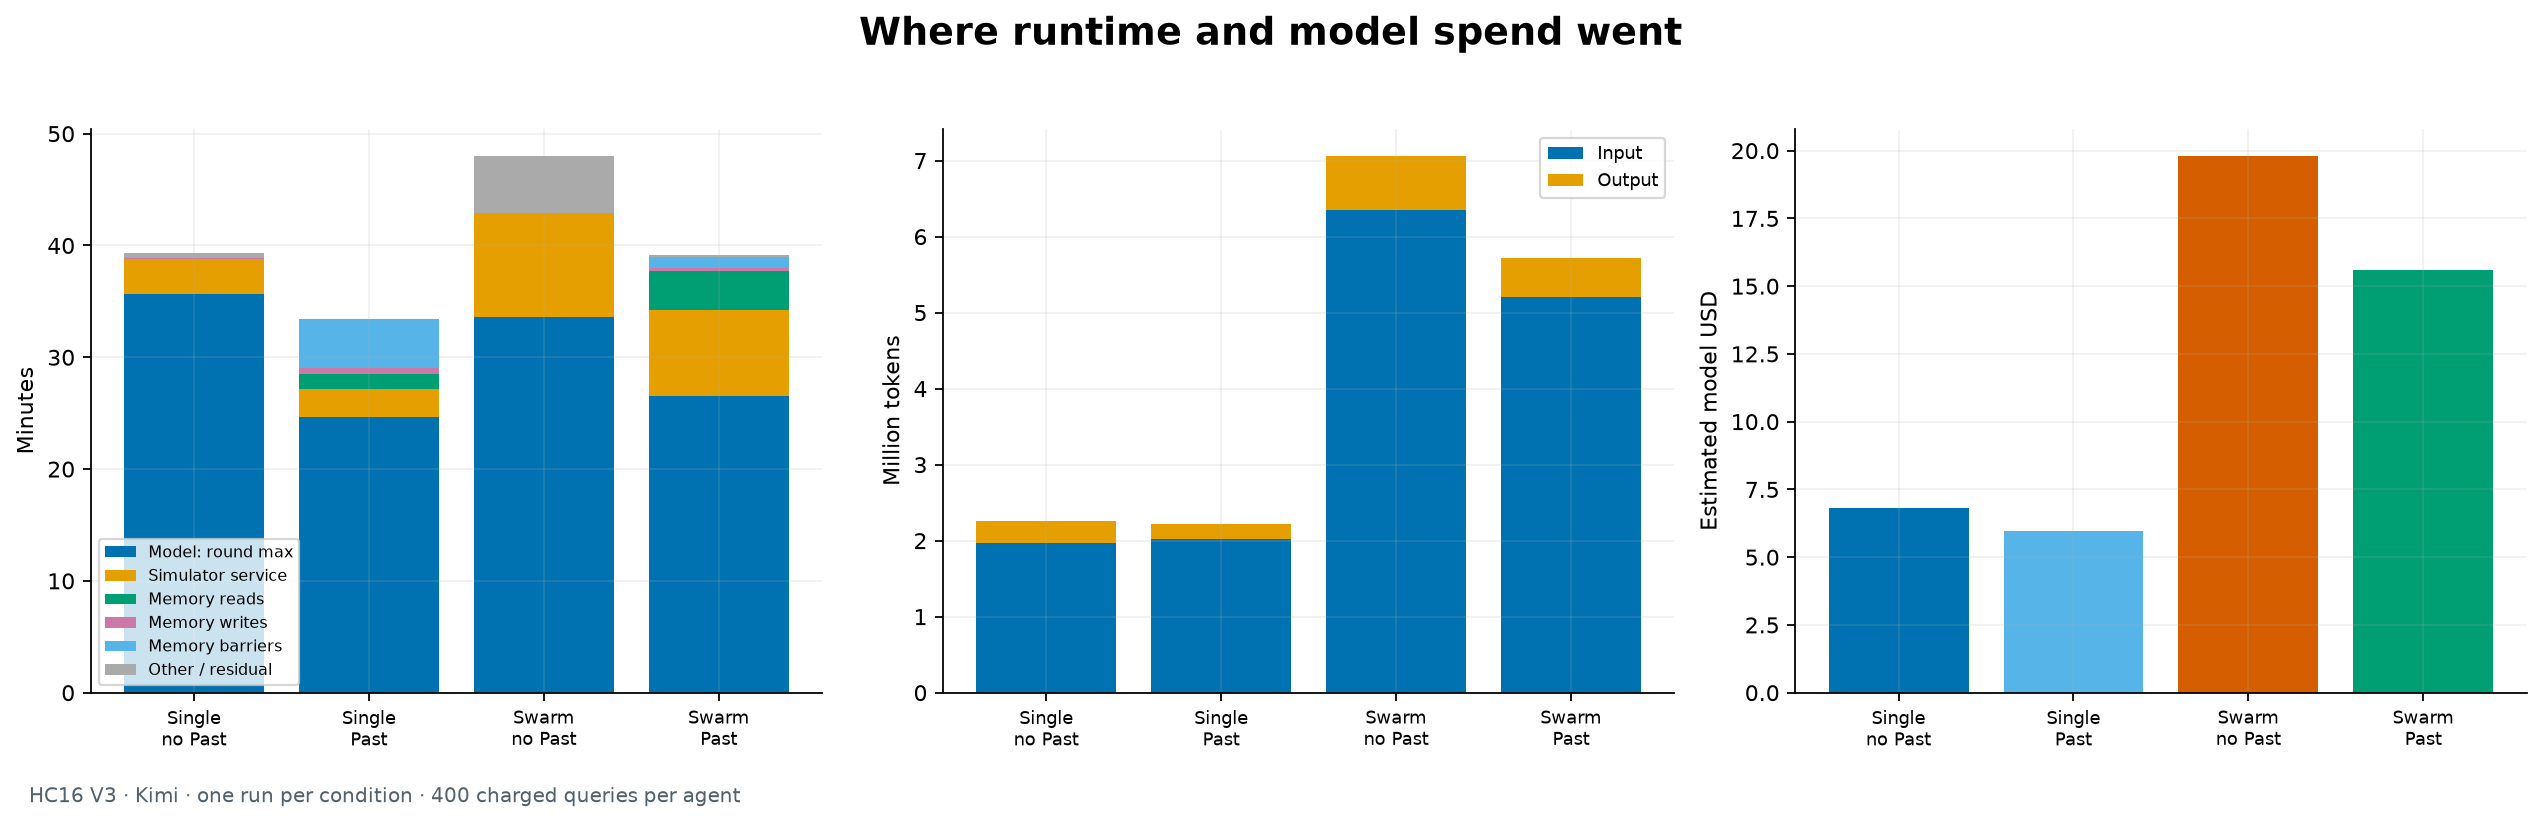 Where runtime and model spend went
Minutes
50
40
30
20
10
0
Model: round max
Simulator service
Memory reads
Memory writes
Memory barriers
Other / residual
Single
no Past
Single
Past
Swarm
no Past
Swarm
Past
Million tokens
7
6
5
4
3
2
1
0
Input
Output
Single
no Past
Single
Past
Swarm
no Past
Swarm
Past
Estimated model USD
20.0
17.5
15.0
12.5
10.0
7.5
5.0
2.5
0.0
Single
no Past
Single
Past
Swarm
no Past
Swarm
Past
HC16 V3 · Kimi · one run per condition · 400 charged queries per agent